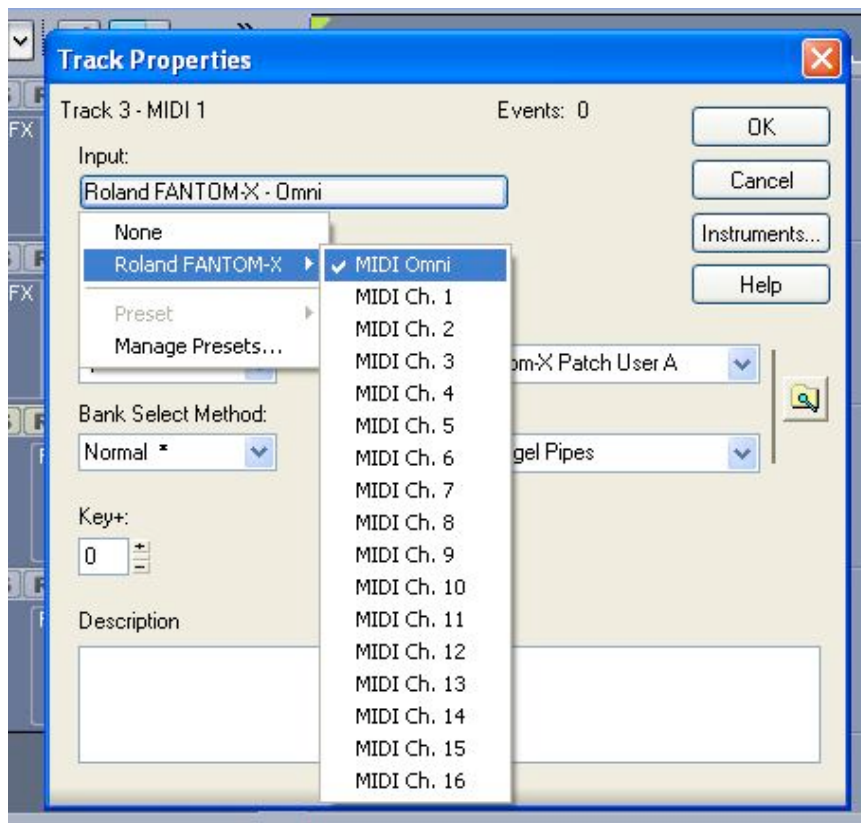 Track Properties
Track 3 - MIDI 1 Events: 0
OK
Input:
Roland FANTOM-X - Omni
Cancel
None
Instruments...
Roland FANTOM-X MIDI Omni
Help
MIDI Ch. 1
Preset
MIDI Ch. 2
Manage Presets...
MIDI Ch. 3
om-X Patch User A
MIDI Ch. 4
Bank Select Method:
MIDI Ch. 5
Normal *
MIDI Ch. 6
gel Pipes
MIDI Ch. 7
Key+:
MIDI Ch. 8
0
MIDI Ch. 9
MIDI Ch. 10
Description
MIDI Ch. 11
MIDI Ch. 12
MIDI Ch. 13
MIDI Ch. 14
MIDI Ch. 15
MIDI Ch. 16
FX
FX